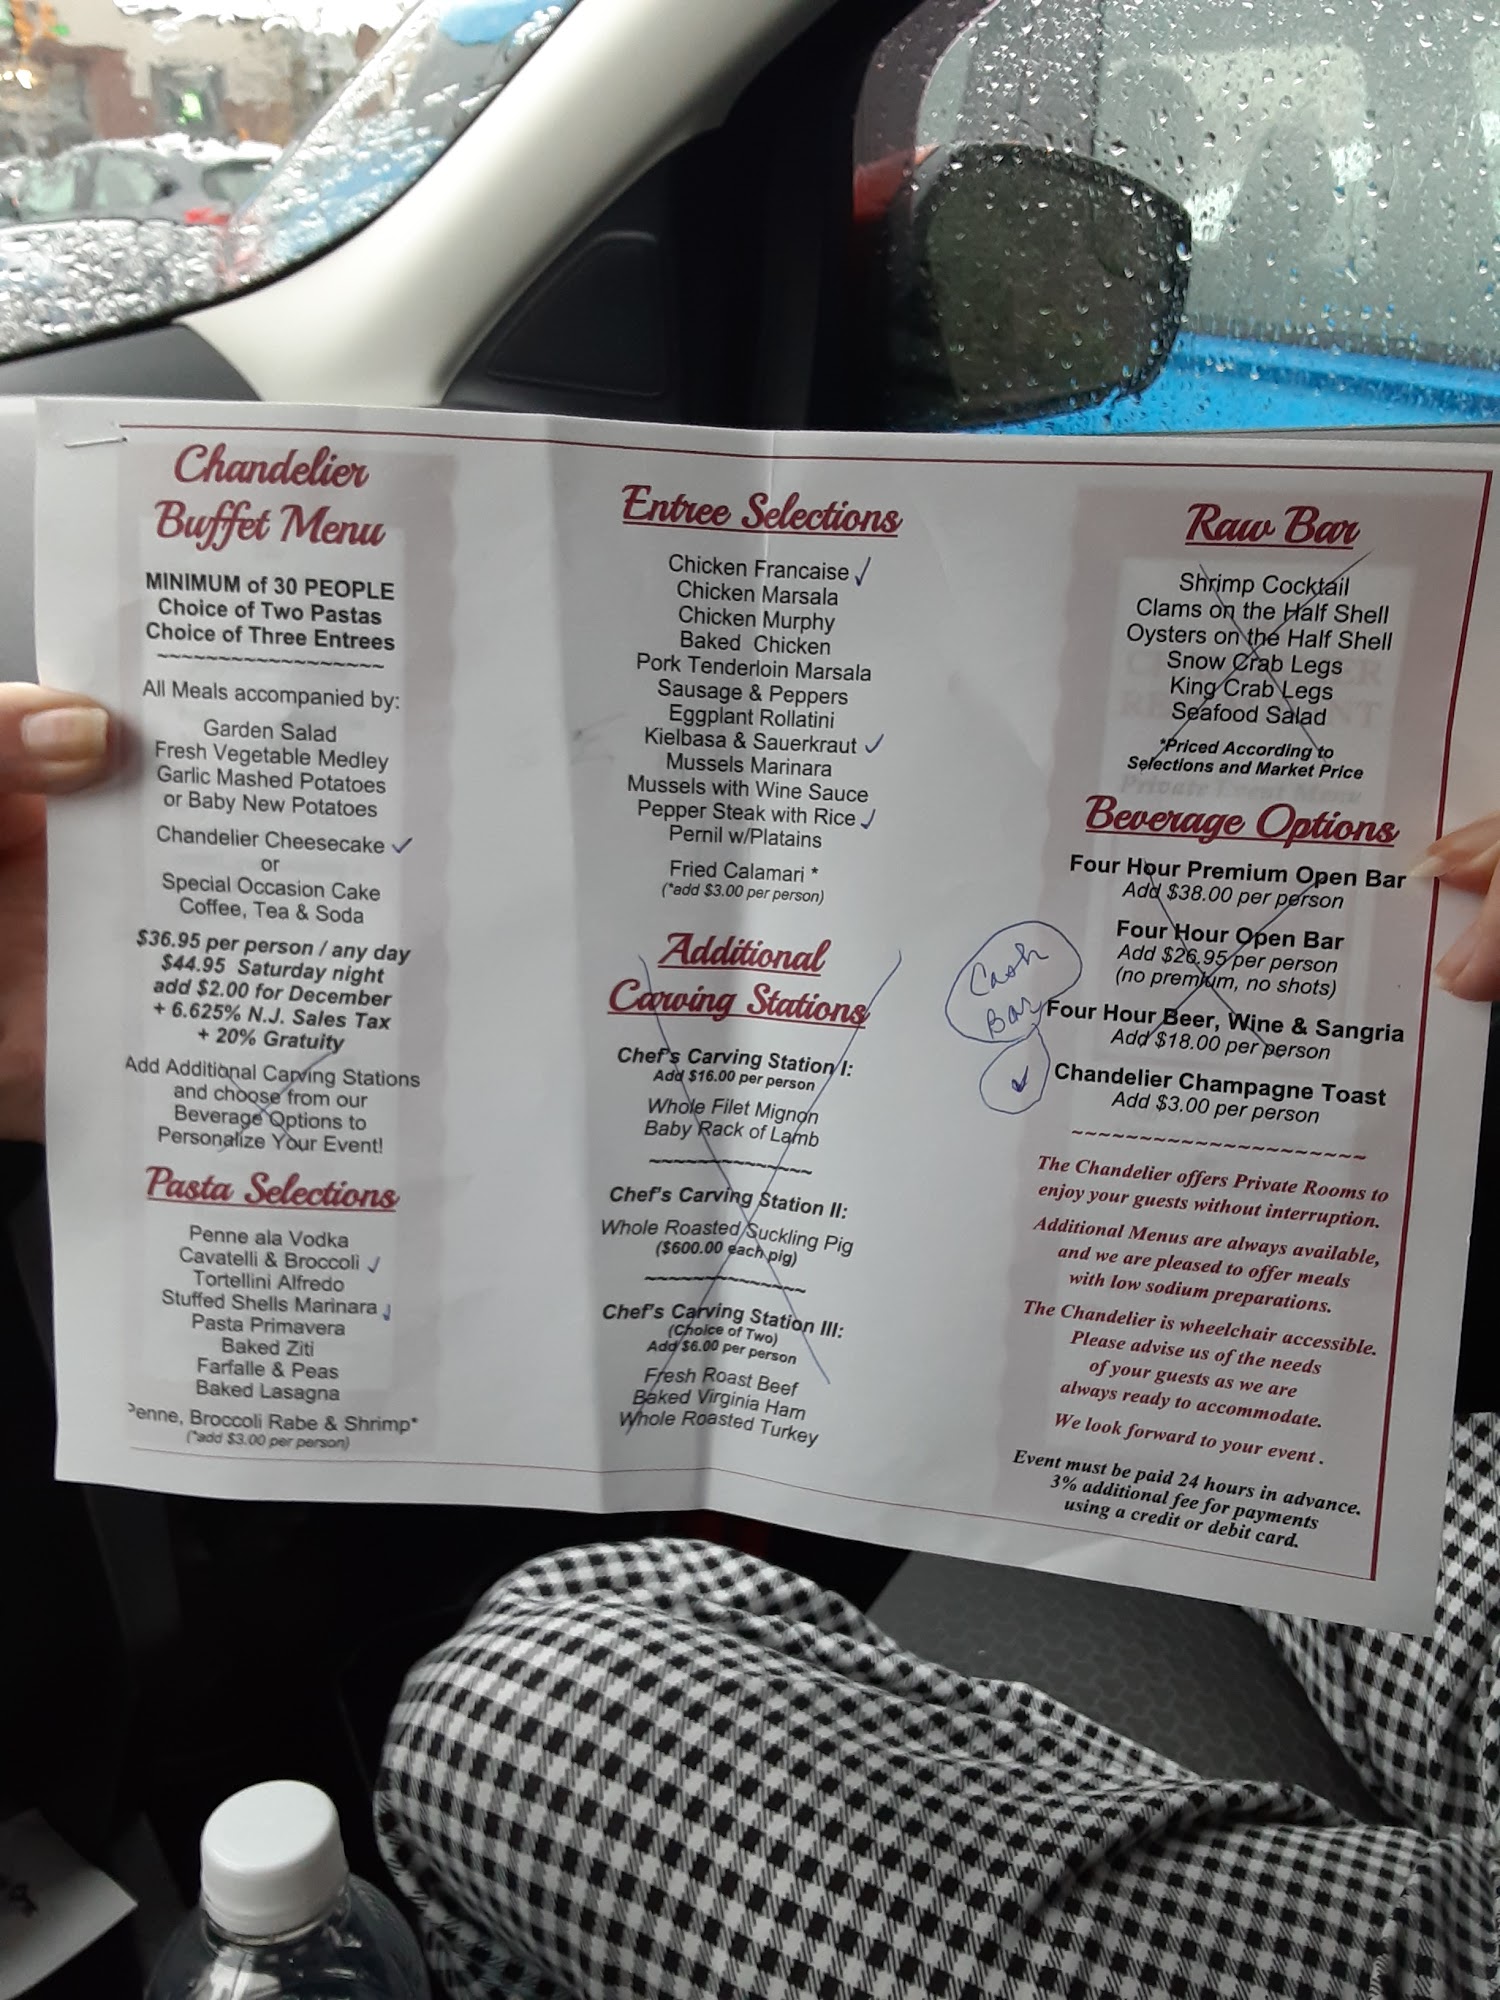 Chandelier
Buffet Menu
MINIMUM of 30 PEOPLE
Choice of Two Pastas
Choice of Three Entrees
~~~~~~~~~~~~~~~~~~
All Meals accompanied by:
Garden Salad
Fresh Vegetable Medley
Garlic Mashed Potatoes
or Baby New Potatoes
Chandelier Cheesecake ✓
or
Special Occasion Cake
Coffee, Tea & Soda
$36.95 per person / any day
$44.95 Saturday night
add $2.00 for December
+ 6.625% N.J. Sales Tax
+ 20% Gratuity
Add Additional Carving Stations
and choose from our
Beverage Options to
Personalize Your Event!
Pasta Selections
Penne ala Vodka
Cavatelli & Broccoli ✓
Tortellini Alfredo
Stuffed Shells Marinara ✓
Pasta Primavera
Baked Ziti
Farfalle & Peas
Baked Lasagna
Penne, Broccoli Rabe & Shrimp*
(*add $3.00 per person)
Entree Selections
Chicken Francaise ✓
Chicken Marsala
Chicken Murphy
Baked Chicken
Pork Tenderloin Marsala
Sausage & Peppers
Eggplant Rollatini
Kielbasa & Sauerkraut ✓
Mussels Marinara
Mussels with Wine Sauce
Pepper Steak with Rice ✓
Pernil w/Platains
Fried Calamari *
(*add $3.00 per person)
Additional
Carving Stations
Chef's Carving Station I:
Add $16.00 per person
Whole Filet Mignon
Baby Rack of Lamb
~~~~~~~~~~~~~~
Chef's Carving Station II:
Whole Roasted Suckling Pig
($600.00 each pig)
~~~~~~~~~~~~~~
Chef's Carving Station III:
(Choice of Two)
Add $6.00 per person
Fresh Roast Beef
Baked Virginia Ham
Whole Roasted Turkey
Raw Bar
Shrimp Cocktail
Clams on the Half Shell
Oysters on the Half Shell
Snow Crab Legs
King Crab Legs
Seafood Salad
*Priced According to
Selections and Market Price
Beverage Options
Four Hour Premium Open Bar
Add $38.00 per person
Four Hour Open Bar
Add $26.95 per person
(no premium, no shots)
Cash
Bar
✓
Four Hour Beer, Wine & Sangria
Add $18.00 per person
Chandelier Champagne Toast
Add $3.00 per person
~~~~~~~~~~~~~~~~~~~~~
The Chandelier offers Private Rooms to
enjoy your guests without interruption.
Additional Menus are always available,
and we are pleased to offer meals
with low sodium preparations.
The Chandelier is wheelchair accessible.
Please advise us of the needs
of your guests as we are
always ready to accommodate.
We look forward to your event .
Event must be paid 24 hours in advance.
3% additional fee for payments
using a credit or debit card.